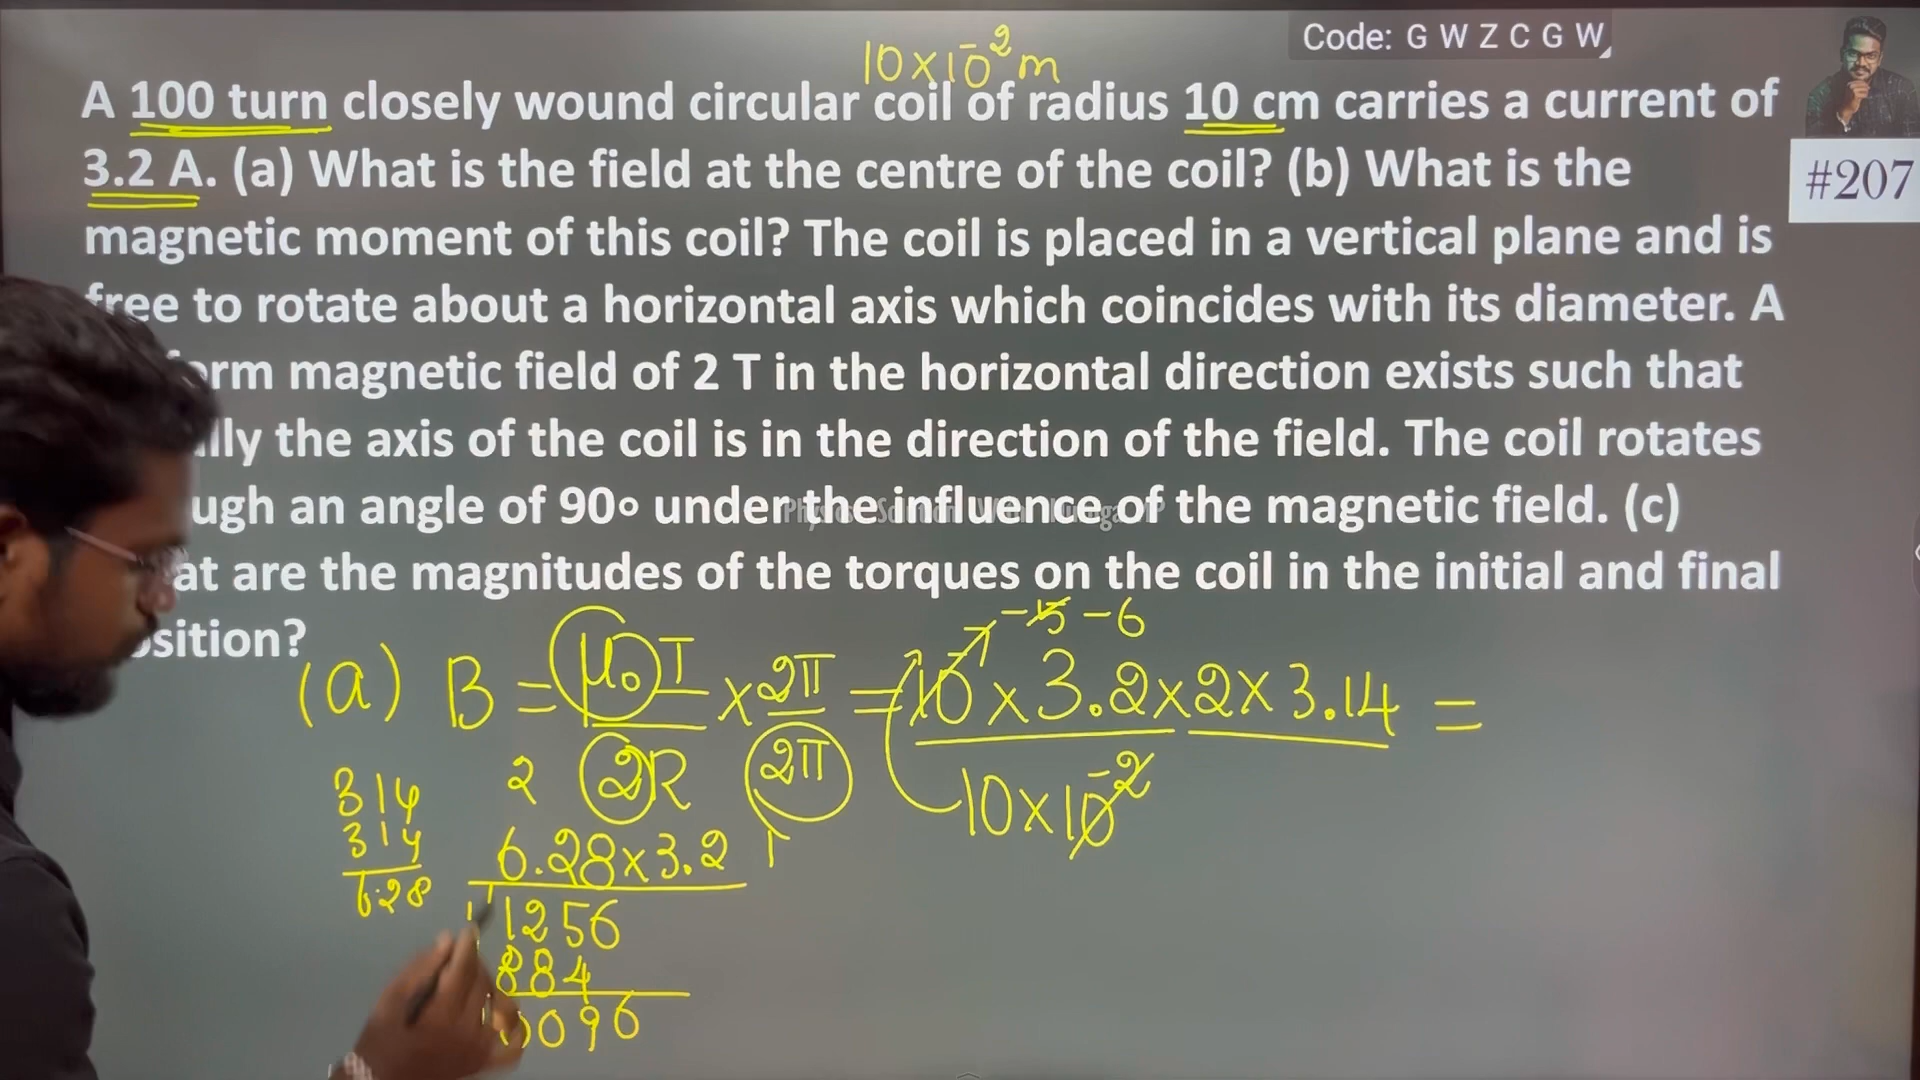 Code: G W Z C G W
10×10⁻² m
A 100 turn closely wound circular coil of radius 10 cm carries a current of
3.2 A. (a) What is the field at the centre of the coil? (b) What is the
#207
magnetic moment of this coil? The coil is placed in a vertical plane and is
free to rotate about a horizontal axis which coincides with its diameter. A
rm magnetic field of 2 T in the horizontal direction exists such that
lly the axis of the coil is in the direction of the field. The coil rotates
ugh an angle of 90o under the influence of the magnetic field. (c)
at are the magnitudes of the torques on the coil in the initial and final
sition?
-5 -6
(a) B = μ₀I/2R × 2π/2π = 10⁻⁷ × 3.2 × 2 × 3.14 / 10×10⁻² =
2
314
314
628
6.28×3.2
1256
884
0096